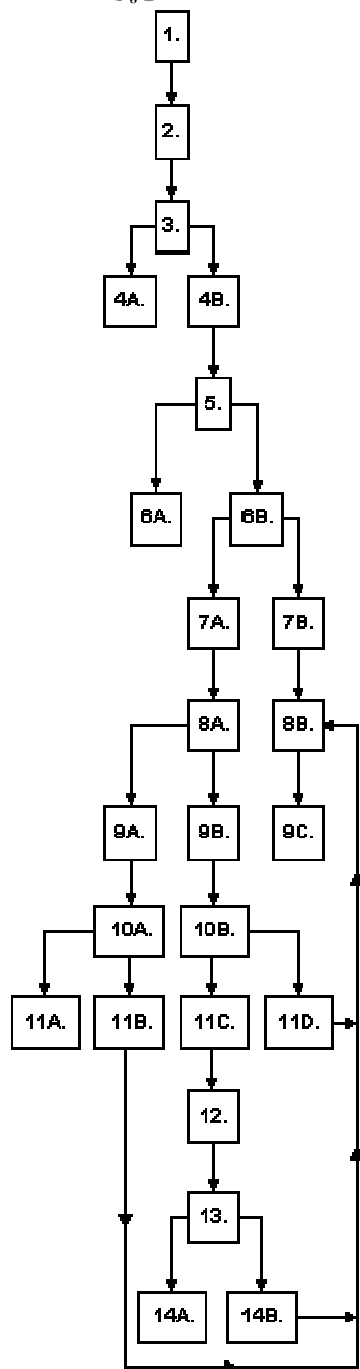 1.
2.
3.
4A. 4B.
5.
6A. 6B.
7A. 7B.
8A. 8B.
9A. 9B. 9C.
10A. 10B.
11A. 11B. 11C. 11D.
12.
13.
14A. 14B.